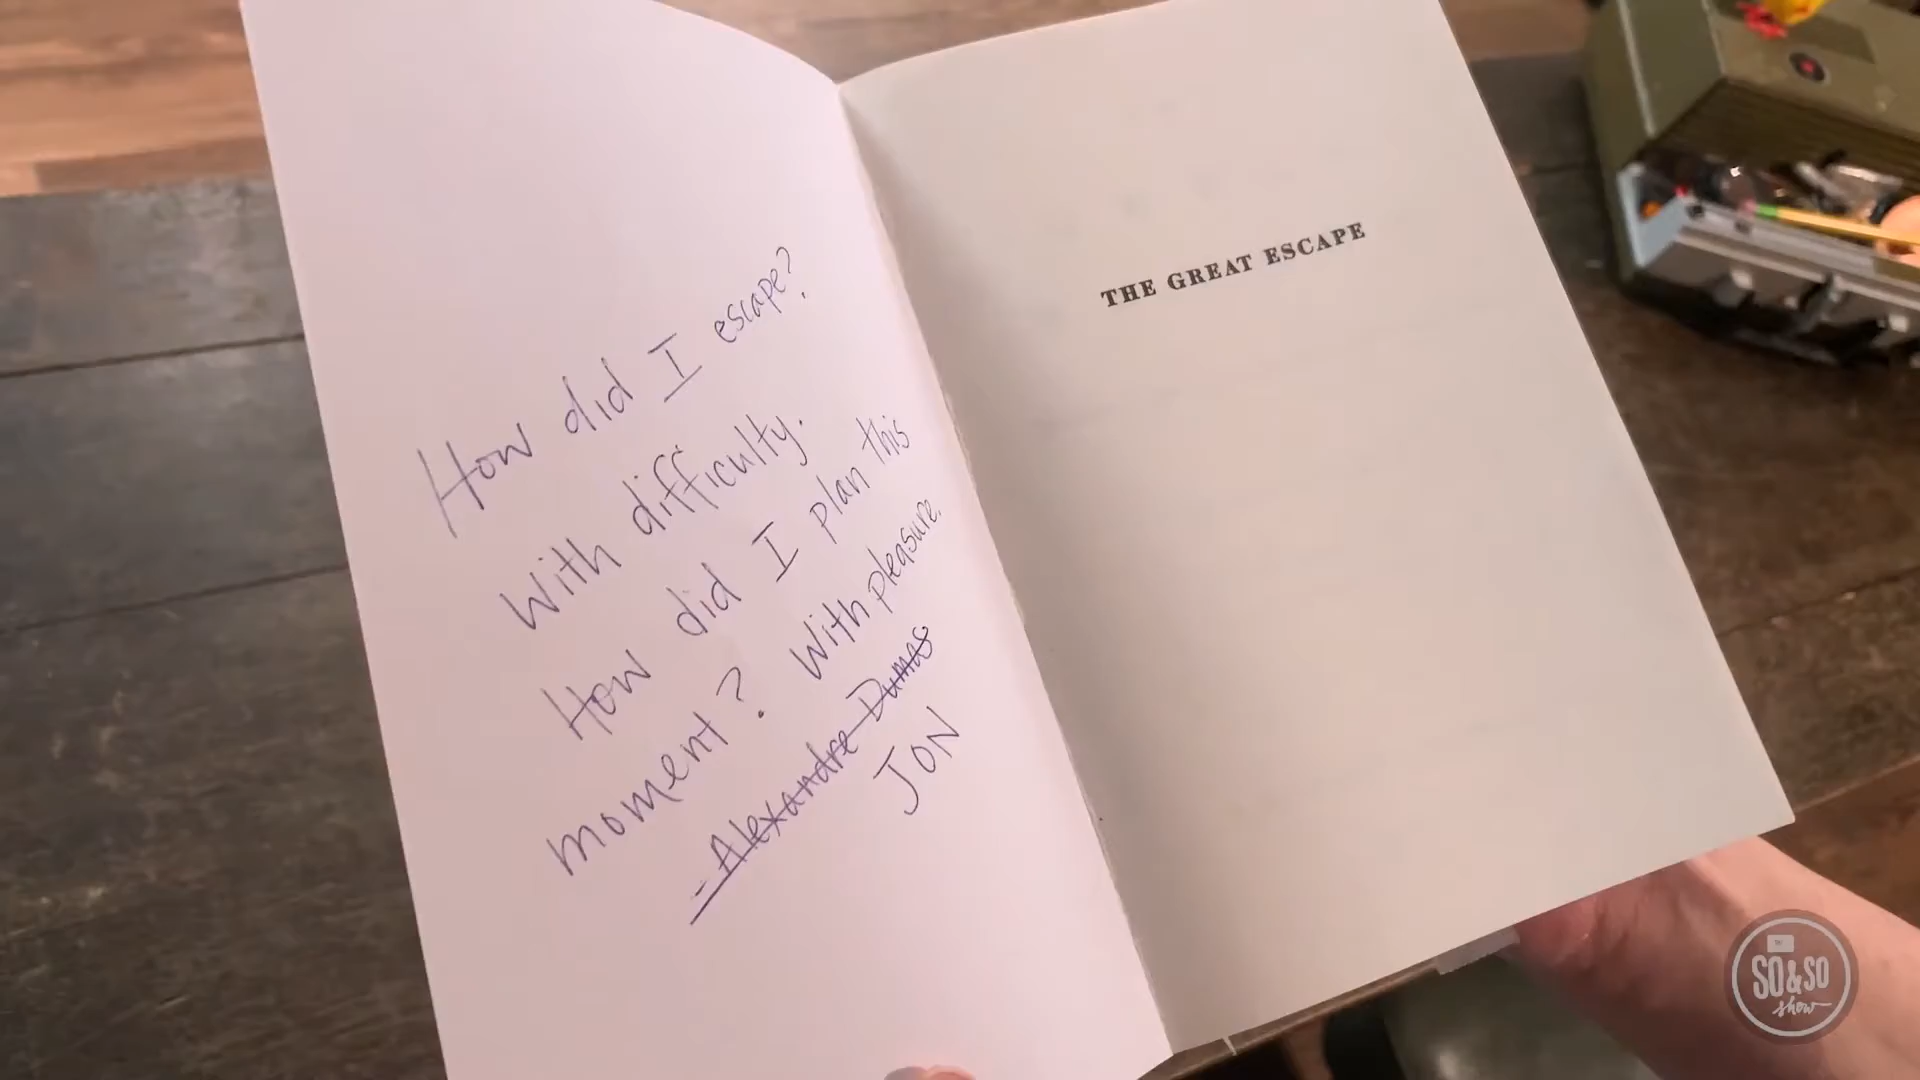 How did I escape?
With difficulty.
How did I plan this
moment? With pleasure.
- Alexandre Dumas
JON
THE GREAT ESCAPE
SO & SO
show